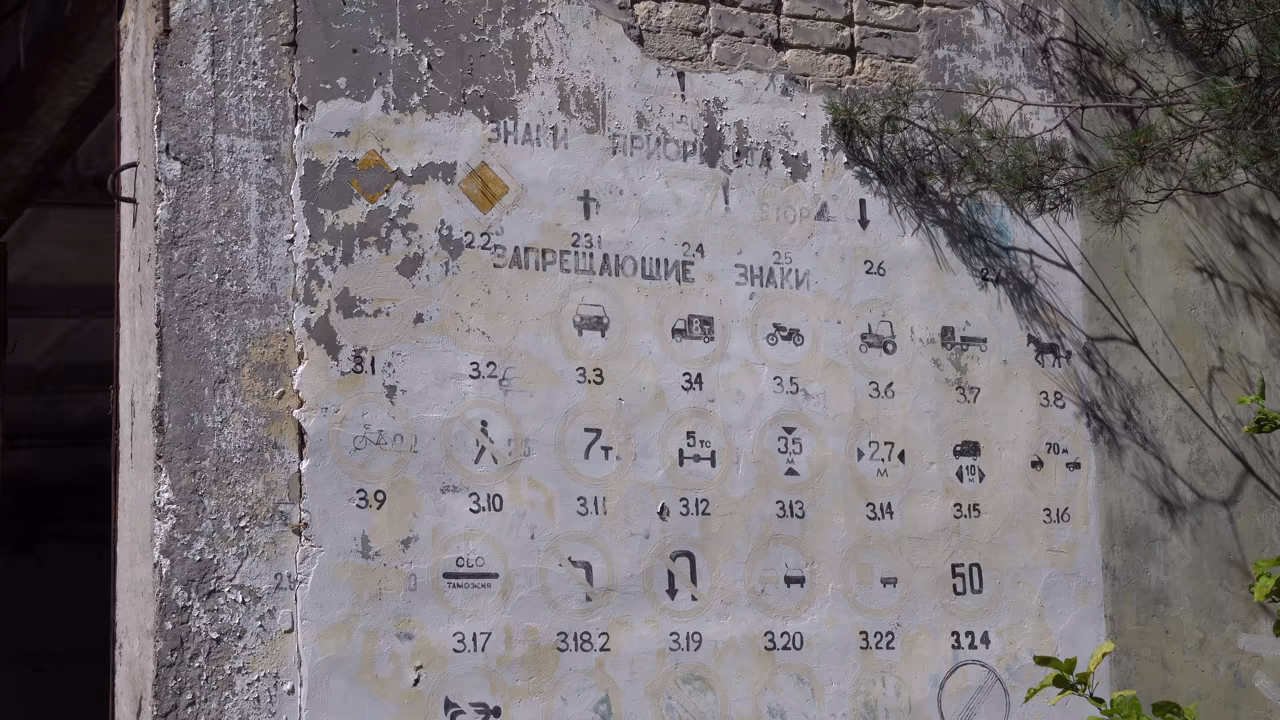 ЗНАКИ ПРИОРИТЕТА
STOP
2.2 2.3.1 2.4 2.5 2.6
ЗАПРЕЩАЮЩИЕ ЗНАКИ
8т
3.1 3.2 3.3 3.4 3.5 3.6 3.7 3.8
7т. 5тс 3,5 м 2,7 м 10 м 70м
3.9 3.10 3.11 3.12 3.13 3.14 3.15 3.16
ТАМОЖНЯ
50
3.17 3.18.2 3.19 3.20 3.22 3.24